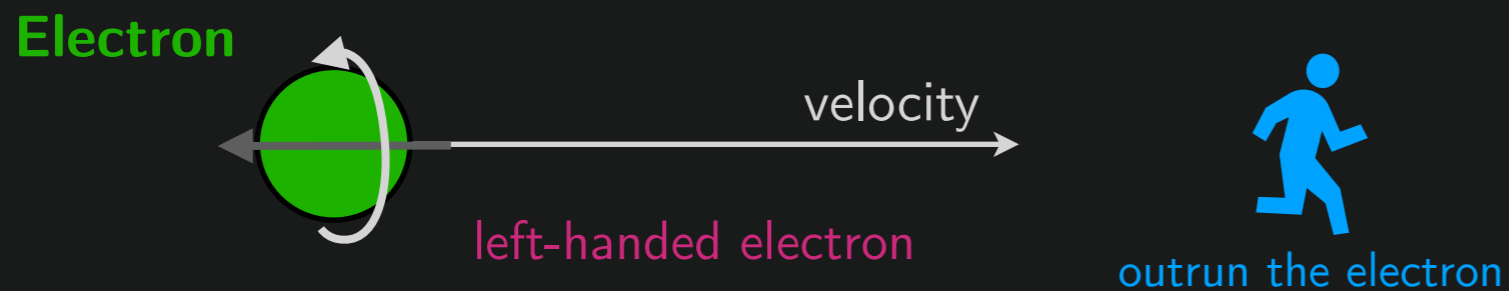 Electron
velocity
left-handed electron
outrun the electron